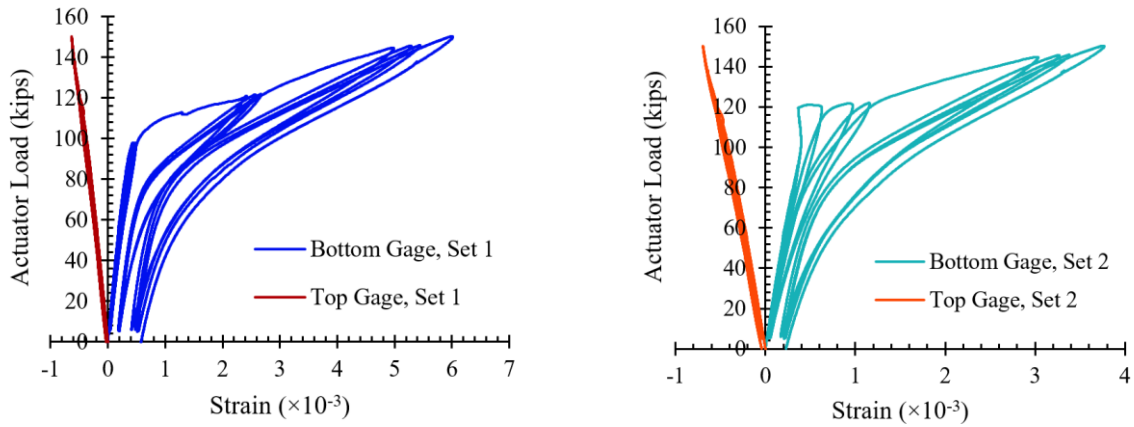 160
140
120
100
80
60
40
20
0
-1 0 1 2 3 4 5 6 7
Actuator Load (kips)
Strain (×10⁻³)
Bottom Gage, Set 1
Top Gage, Set 1
160
140
120
100
80
60
40
20
0
-1 0 1 2 3 4
Actuator Load (kips)
Strain (×10⁻³)
Bottom Gage, Set 2
Top Gage, Set 2